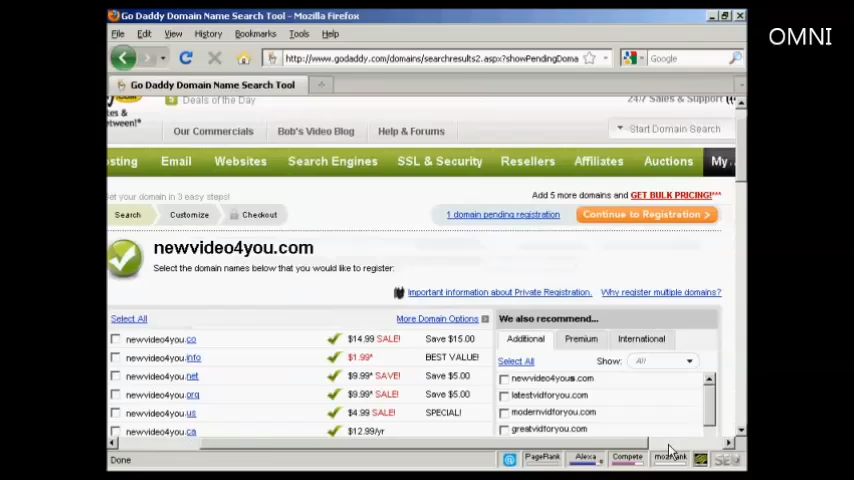 Go Daddy Domain Name Search Tool - Mozilla Firefox
OMNI
File Edit View History Bookmarks Tools Help
http://www.godaddy.com/domains/searchresults2.aspx?showPendingDoma
Google
Go Daddy Domain Name Search Tool
Deals of the Day
24/7 Sales & Support
Our Commercials Bob's Video Blog Help & Forums
Start Domain Search
Email Websites Search Engines SSL & Security Resellers Affiliates Auctions My
your domain in 3 easy steps!
Add 5 more domains and GET BULK PRICING!***
Search Customize Checkout
1 domain pending registration
Continue to Registration >
newvideo4you.com
Select the domain names below that you would like to register:
Important information about Private Registration. Why register multiple domains?
Select All More Domain Options
We also recommend...
newvideo4you.co $14.99 SALE! Save $15.00
newvideo4you.info $1.99* BEST VALUE!
newvideo4you.net $9.99* SAVE! Save $5.00
newvideo4you.org $9.99* SALE! Save $5.00
newvideo4you.us $4.99 SALE! SPECIAL!
newvideo4you.ca $12.99/yr
Additional Premium International
Select All Show: All
newvideo4yous.com
latestvidforyou.com
modernvidforyou.com
greatvidforyou.com
Done
PageRank Alexa Compete